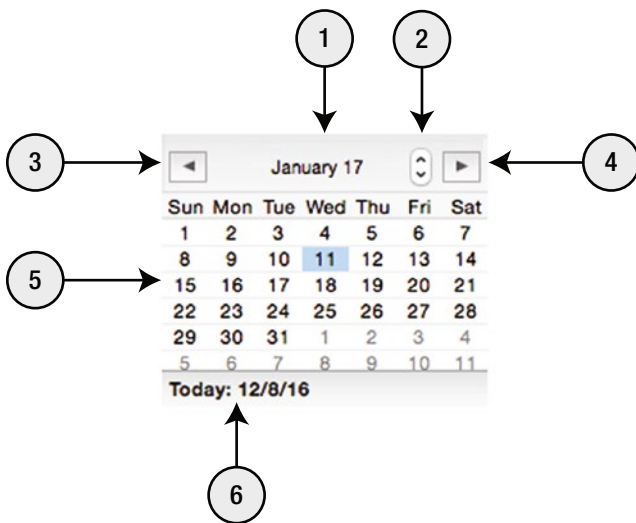 1 2
3 January 17 4
Sun Mon Tue Wed Thu Fri Sat
1 2 3 4 5 6 7
8 9 10 11 12 13 14
5 15 16 17 18 19 20 21
22 23 24 25 26 27 28
29 30 31 1 2 3 4
5 6 7 8 9 10 11
Today: 12/8/16
6